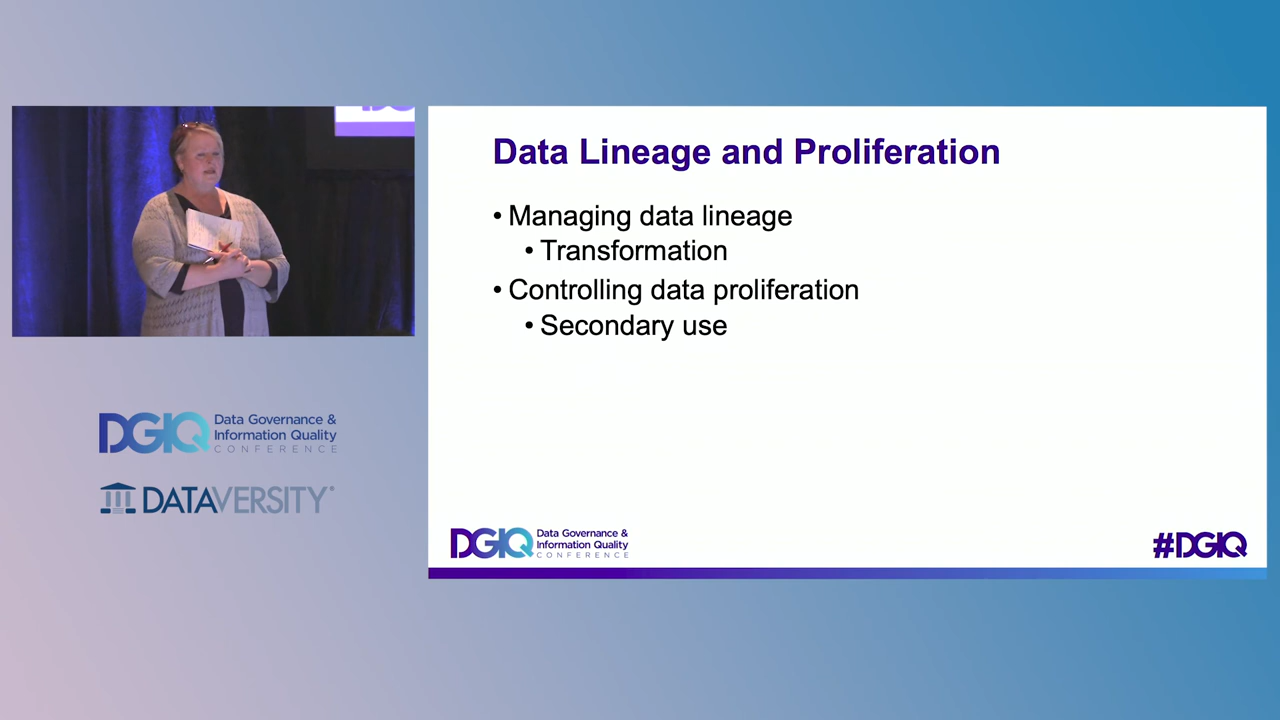 Data Lineage and Proliferation
• Managing data lineage
• Transformation
• Controlling data proliferation
• Secondary use
DGIQ
Data Governance &
Information Quality
CONFERENCE
DATAVERSITY
DGIQ
Data Governance &
Information Quality
CONFERENCE
#DGIQ